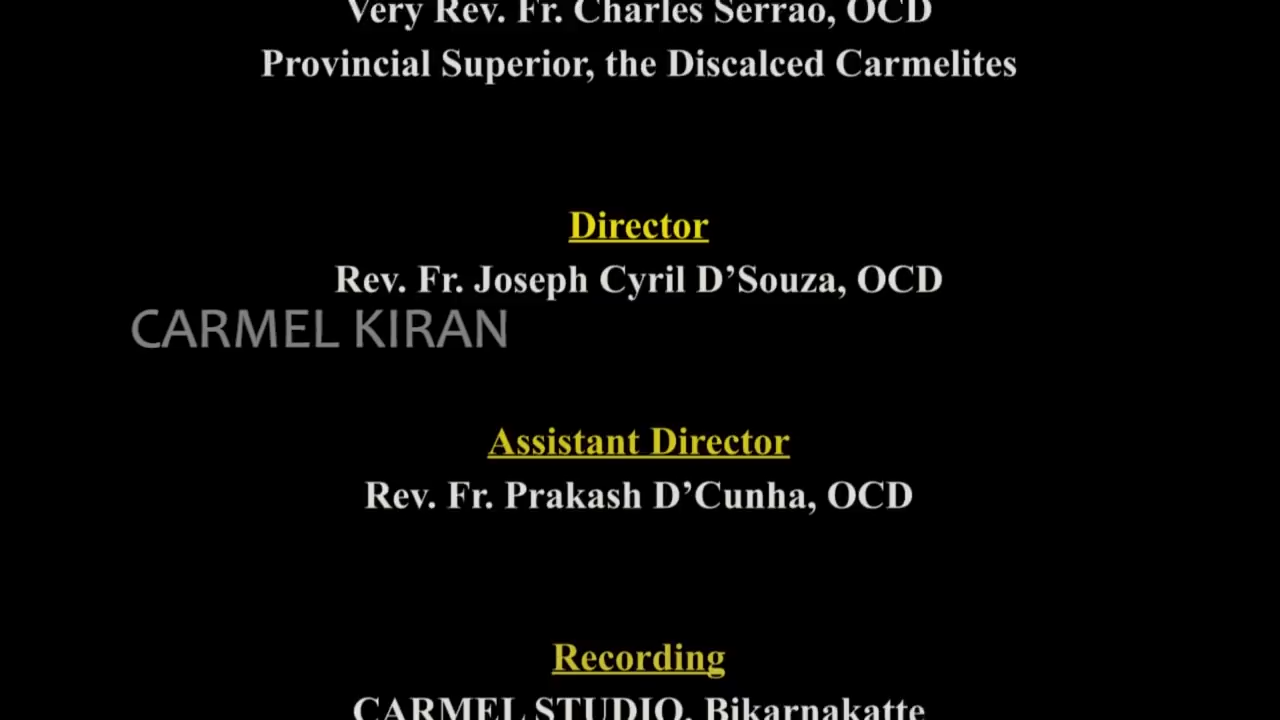 Very Rev. Fr. Charles Serrao, OCD
Provincial Superior, the Discalced Carmelites
Director
Rev. Fr. Joseph Cyril D’Souza, OCD
CARMEL KIRAN
Assistant Director
Rev. Fr. Prakash D’Cunha, OCD
Recording
CARMEL STUDIO, Bikarnakatte